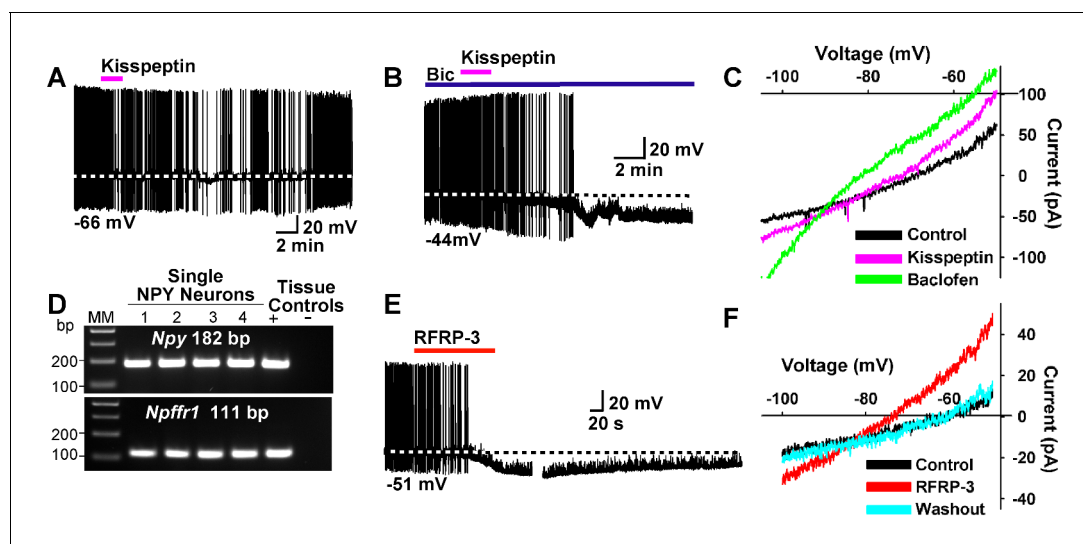 A
Kisspeptin
-66 mV
20 mV
2 min
B
Kisspeptin
Bic
20 mV
2 min
-44mV
C
Voltage (mV)
-100 -80 -60
100
50
0
-50
-100
Current (pA)
Control
Kisspeptin
Baclofen
D
Single
NPY Neurons
Tissue
Controls
MM 1 2 3 4 + -
bp
Npy 182 bp
200
100
Npffr1 111 bp
200
100
E
RFRP-3
20 mV
20 s
-51 mV
F
Voltage (mV)
-100 -80 -60
40
20
0
-20
-40
Current (pA)
Control
RFRP-3
Washout